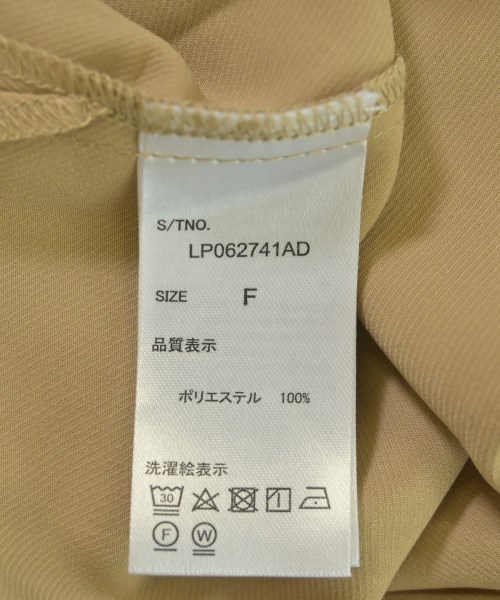 S/TNO.
LP062741AD
SIZE F
品質表示
ポリエステル 100%
洗濯絵表示
30
F W